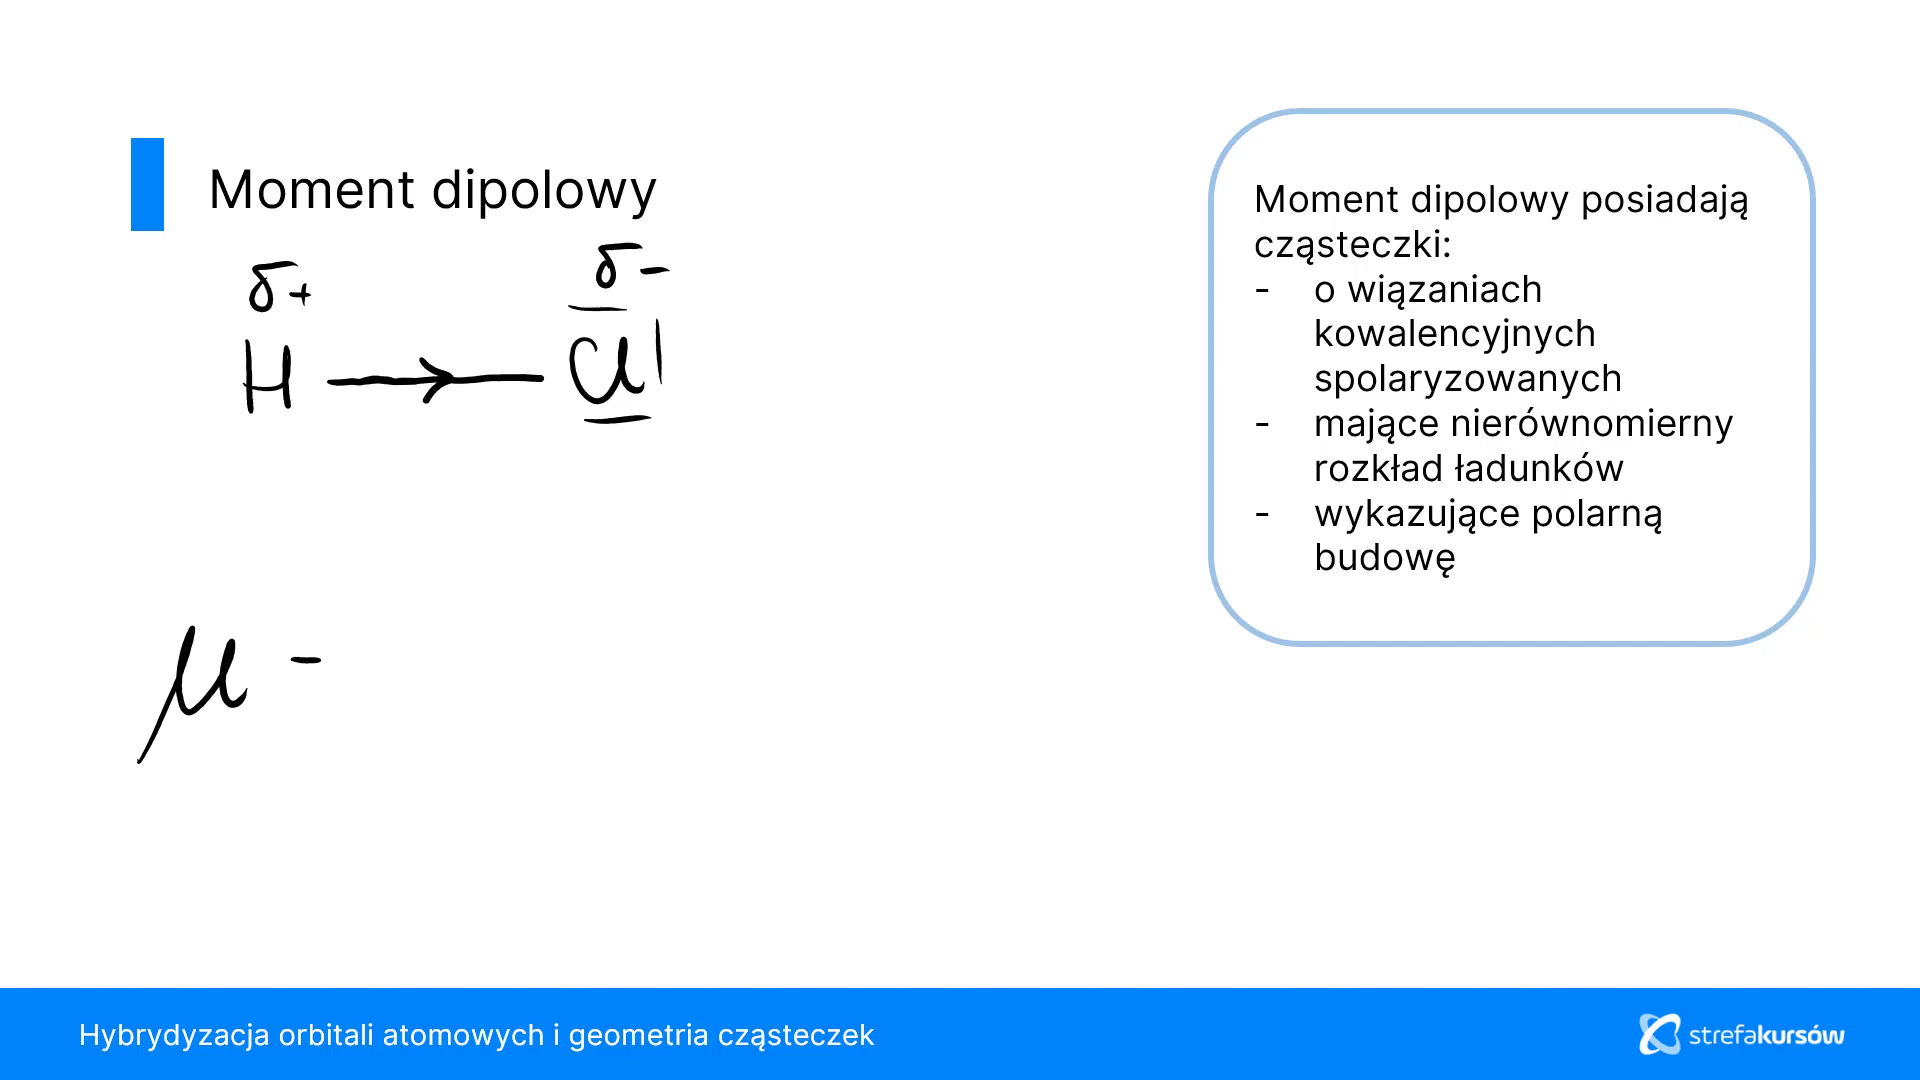 Moment dipolowy
δ+ δ-
H Cl
μ -
Moment dipolowy posiadają
cząsteczki:
- o wiązaniach
kowalencyjnych
spolaryzowanych
- mające nierównomierny
rozkład ładunków
- wykazujące polarną
budowę
Hybrydyzacja orbitali atomowych i geometria cząsteczek
strefakursów